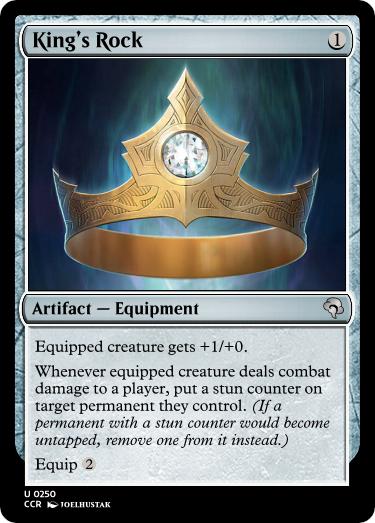 King's Rock 1
Artifact — Equipment
Equipped creature gets +1/+0.
Whenever equipped creature deals combat
damage to a player, put a stun counter on
target permanent they control. (If a
permanent with a stun counter would become
untapped, remove one from it instead.)
Equip 2
U 0250
CCR JOELHUSTAK